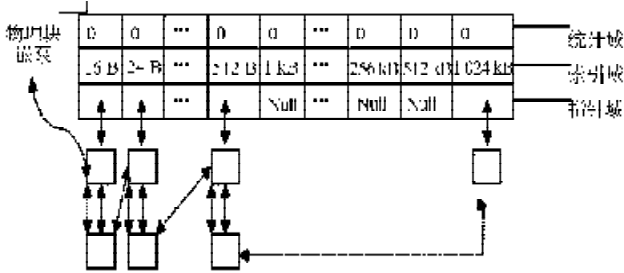 0 0 ··· 0 0 ··· 0 0 0 统计域
16 B 24 B ··· 512 B 1 kB ··· 256 kB 512 kB 1 024 kB 索引域
··· Null ··· Null Null 指针域